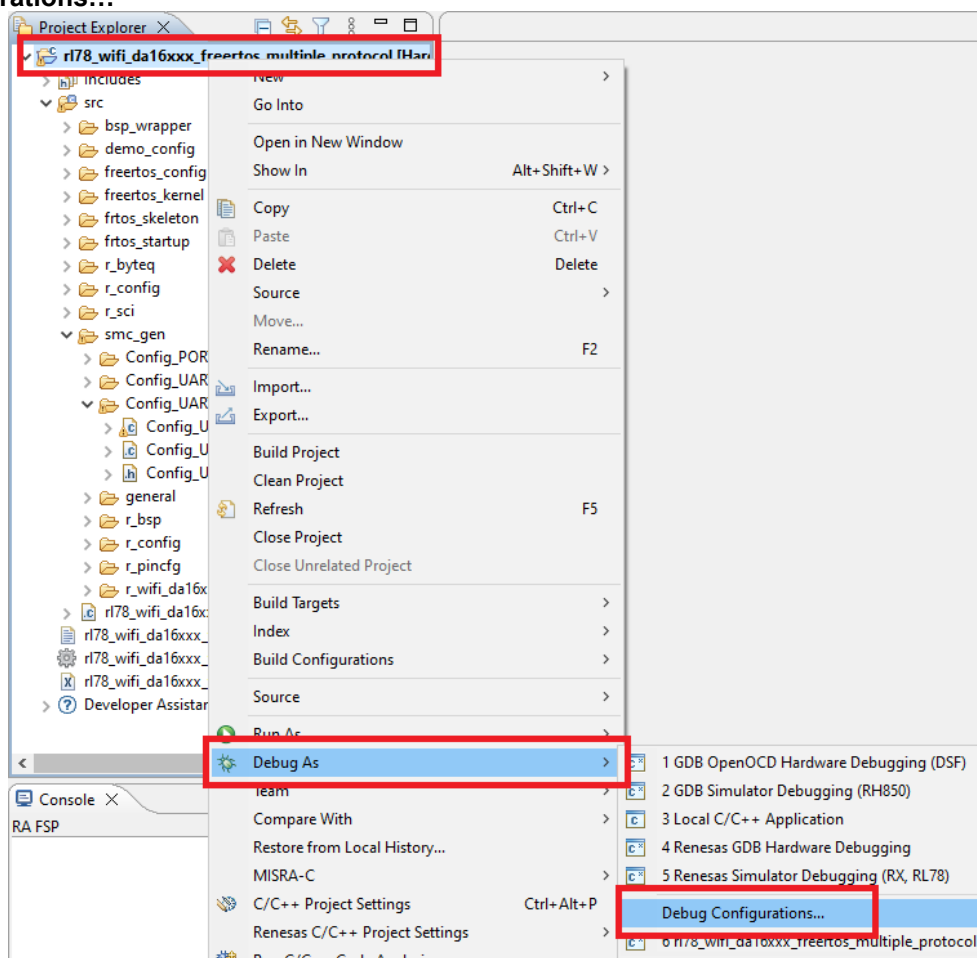 rations…
Project Explorer
rl78_wifi_da16xxx_freertos_multiple_protocol [Har
Includes
src
bsp_wrapper
demo_config
freertos_config
freertos_kernel
frtos_skeleton
frtos_startup
r_byteq
r_config
r_sci
smc_gen
Config_POR
Config_UAR
Config_UAR
Config_U
Config_U
Config_U
general
r_bsp
r_config
r_pincfg
r_wifi_da16x
rl78_wifi_da16x
rl78_wifi_da16xxx_
rl78_wifi_da16xxx_
rl78_wifi_da16xxx_
Developer Assistar
Console
RA FSP
New
Go Into
Open in New Window
Show In Alt+Shift+W >
Copy Ctrl+C
Paste Ctrl+V
Delete Delete
Source
Move...
Rename... F2
Import...
Export...
Build Project
Clean Project
Refresh F5
Close Project
Close Unrelated Project
Build Targets
Index
Build Configurations
Source
Run As
Debug As
Team
Compare With
Restore from Local History...
MISRA-C
C/C++ Project Settings Ctrl+Alt+P
Renesas C/C++ Project Settings
Run C/C++ Code Analysis
1 GDB OpenOCD Hardware Debugging (DSF)
2 GDB Simulator Debugging (RH850)
3 Local C/C++ Application
4 Renesas GDB Hardware Debugging
5 Renesas Simulator Debugging (RX, RL78)
Debug Configurations...
6 rl78_wifi_da16xxx_freertos_multiple_protocol